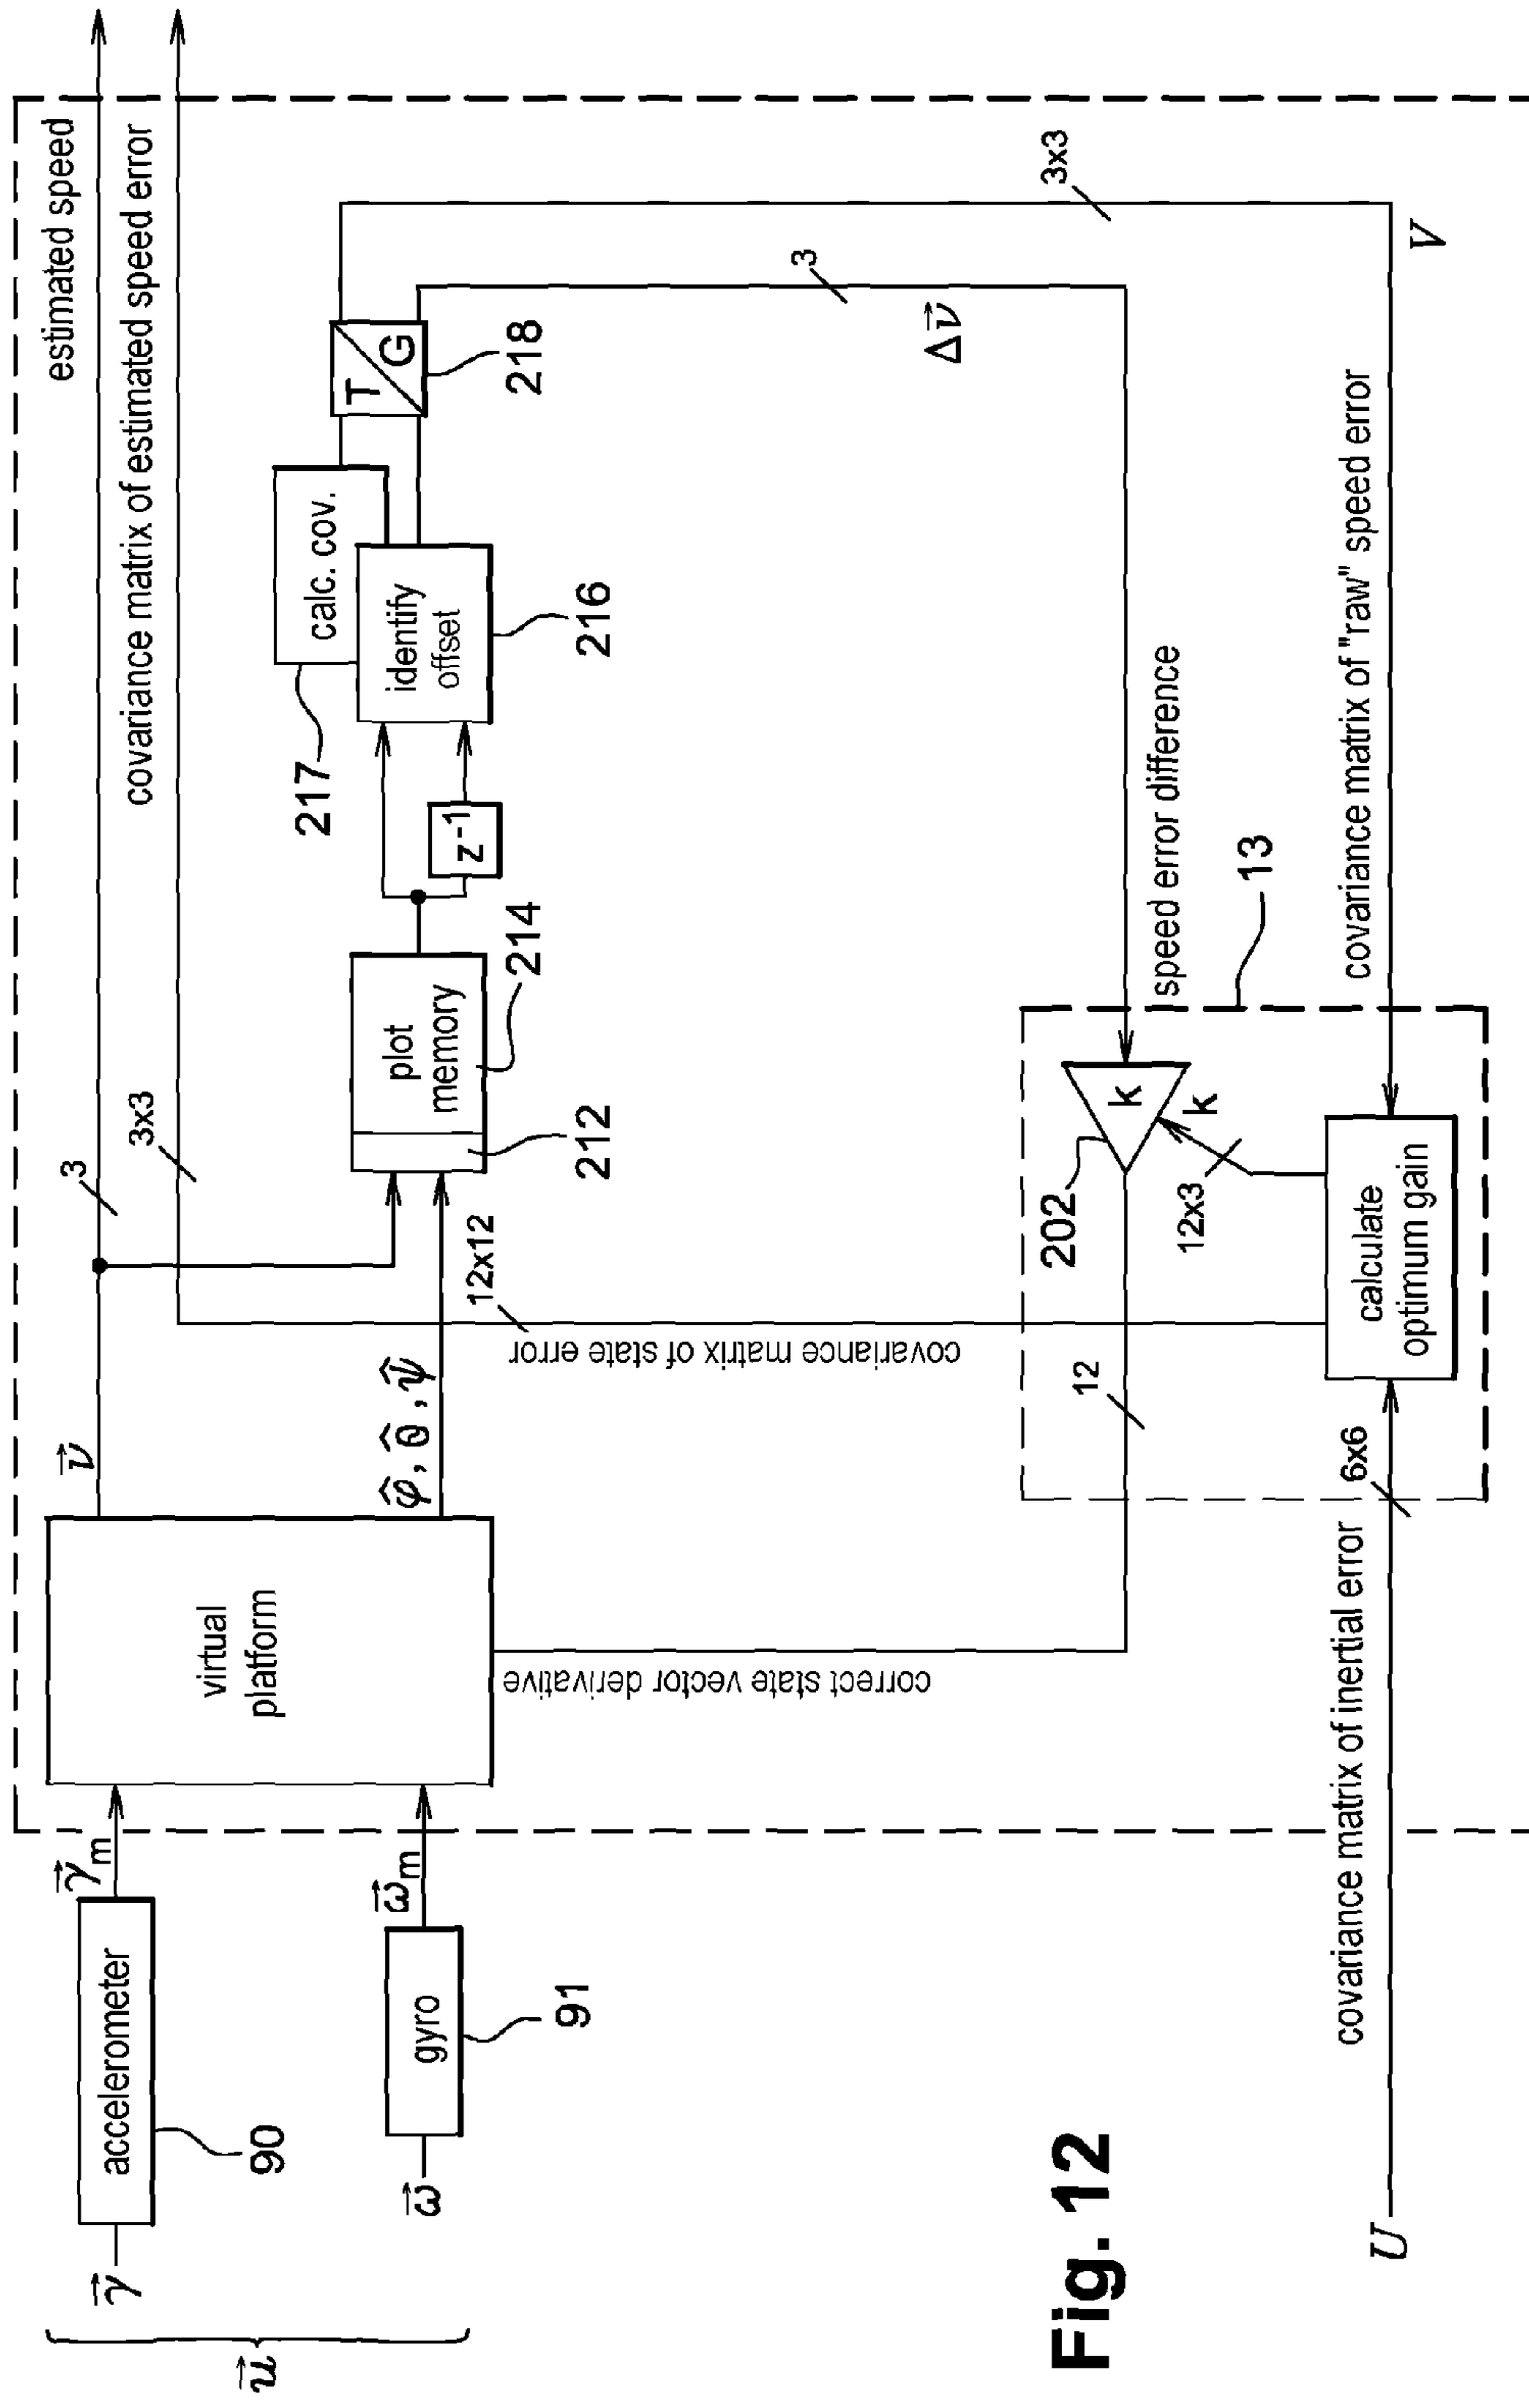 estimated speed
covariance matrix of estimated speed error
3
3x3
u⃗
γ⃗
accelerometer
90
γ⃗m
ω⃗
gyro
91
ω⃗m
virtual
platform
ν⃗
φ̂, θ̂, ψ̂
212
plot
memory
214
z⁻¹
217
calc. cov.
identify
offset
216
T
G
218
3x3
3
Δν⃗
12x12
covariance matrix of state error
correct state vector derivative
12
202
k
k
12x3
speed error difference
13
calculate
optimum gain
U
covariance matrix of inertial error
6x6
covariance matrix of "raw" speed error
V
Fig. 12